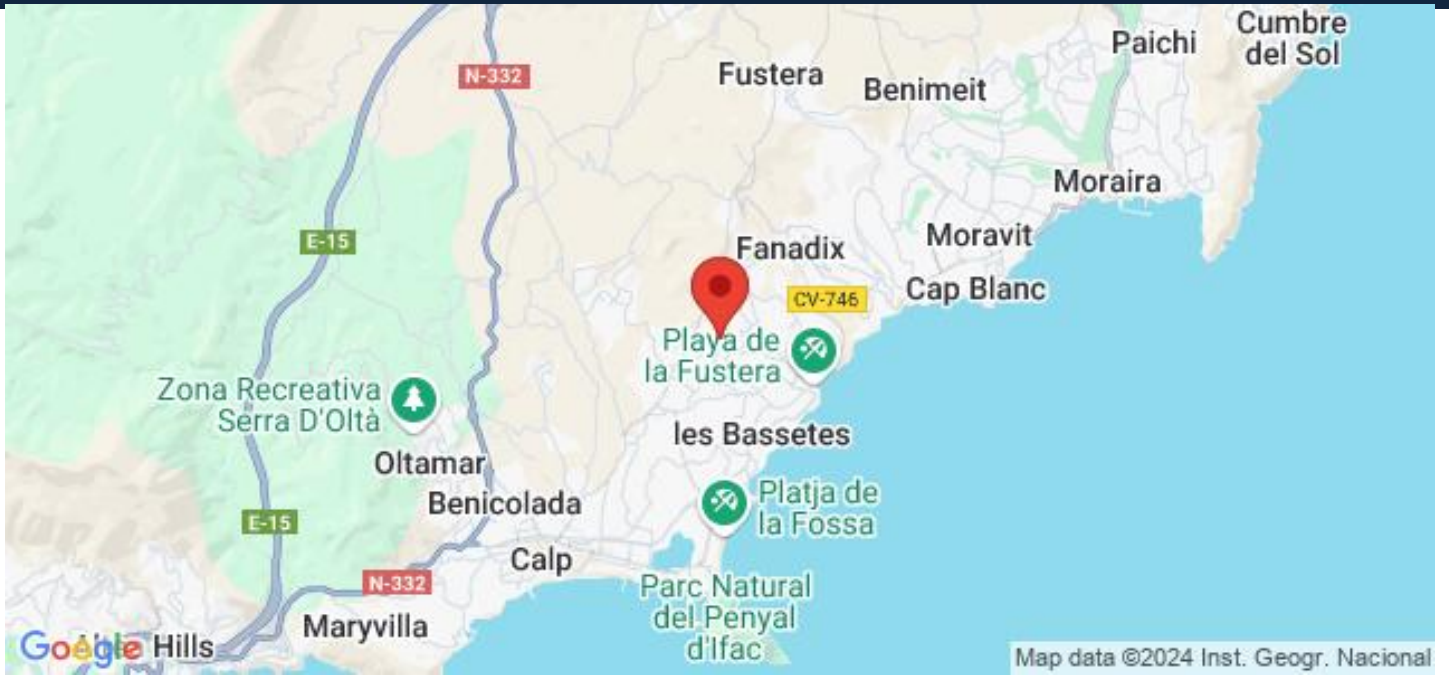 Cumbre
del Sol
Paichi
N-332
Fustera
Benimeit
Moraira
E-15
Fanadix
Moravit
Cap Blanc
CV-746
Playa de
la Fustera
Zona Recreativa
Serra D'Oltà
les Bassetes
Oltamar
Benicolada
Platja de
la Fossa
E-15
Calp
N-332
Parc Natural
del Penyal
d'Ifac
Maryvilla
Google
Hills
Map data ©2024 Inst. Geogr. Nacional